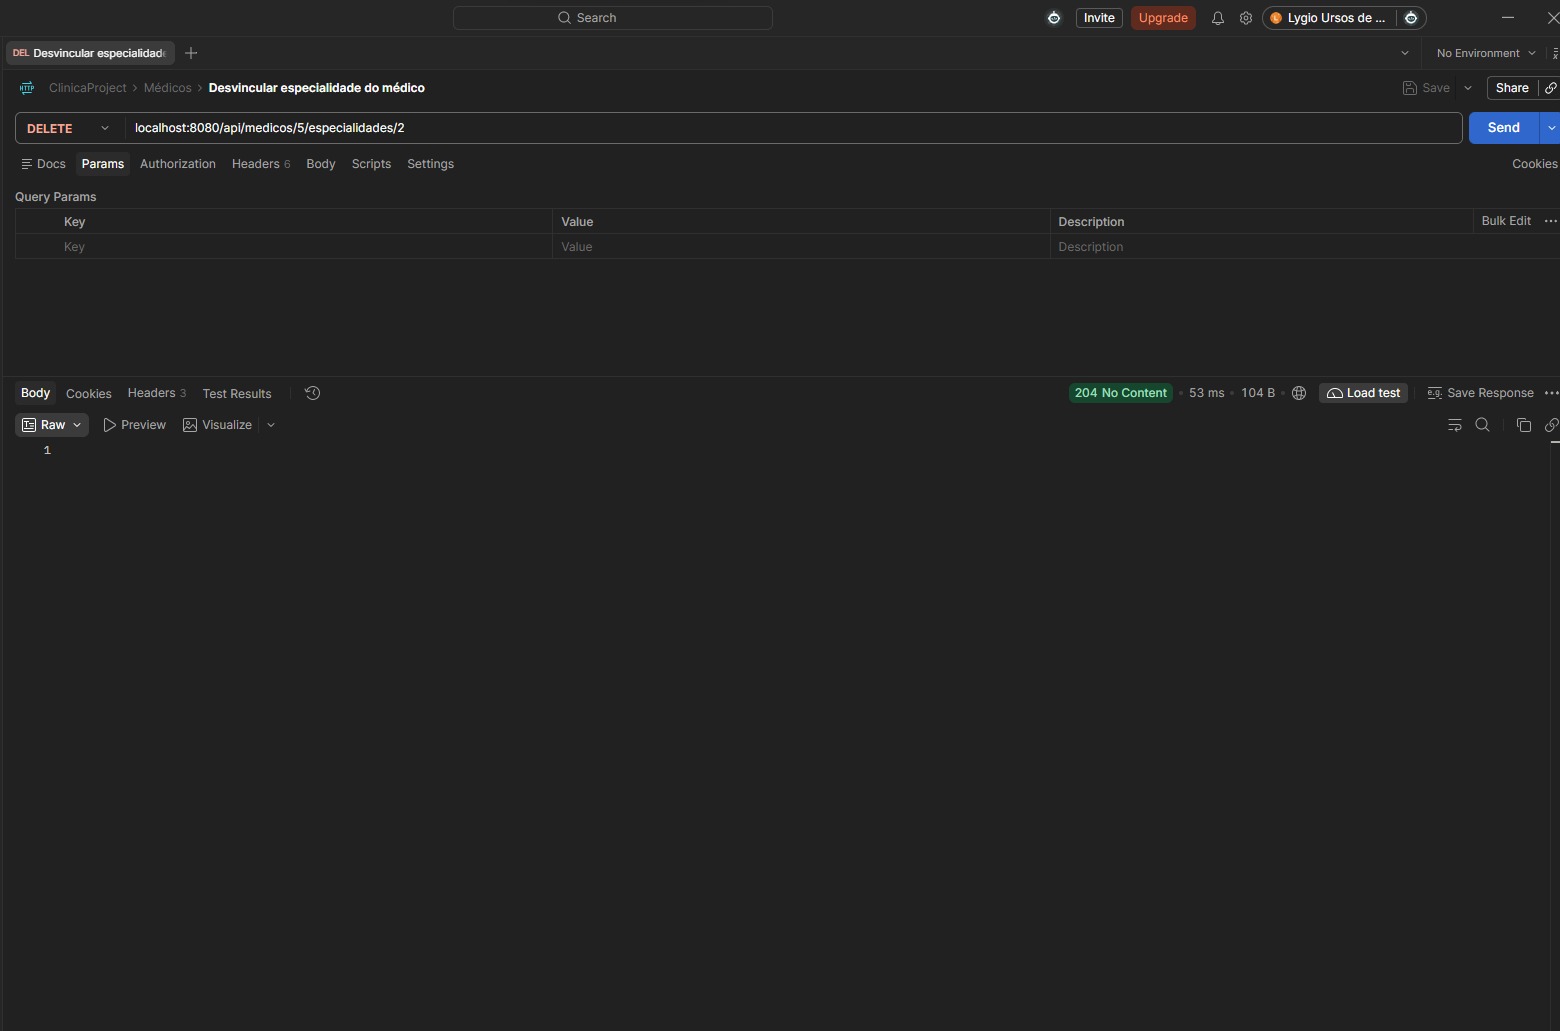 Search
Invite
Upgrade
Lygio Ursos de ...
DEL Desvincular especialidad
No Environment
HTTP ClinicaProject > Médicos > Desvincular especialidade do médico
Save
Share
DELETE localhost:8080/api/medicos/5/especialidades/2
Send
Docs Params Authorization Headers 6 Body Scripts Settings
Cookies
Query Params
Key Value Description Bulk Edit
Key Value Description
Body Cookies Headers 3 Test Results
204 No Content 53 ms 104 B Load test e.g. Save Response
Raw Preview Visualize
1